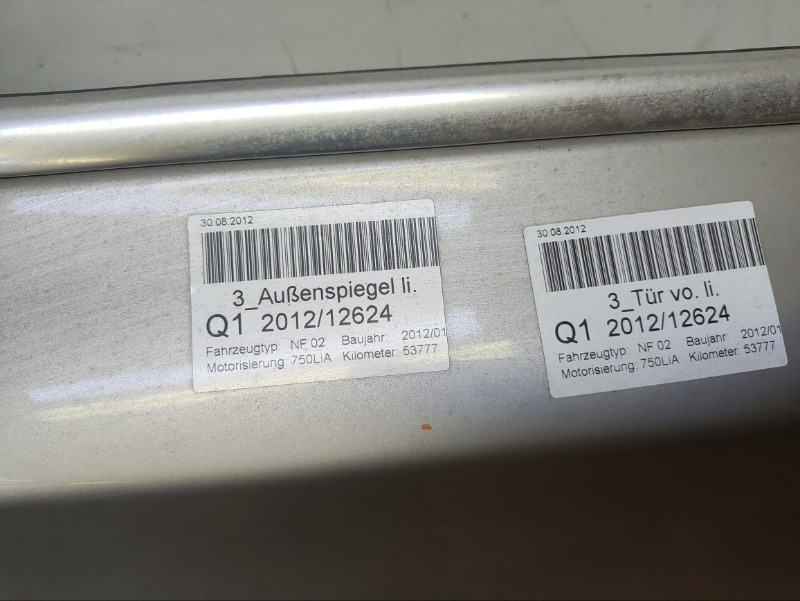 30.08.2012
3_Außenspiegel li.
Q1 2012/12624
Fahrzeugtyp: NF 02 Baujahr: 2012/01
Motorisierung: 750LiA Kilometer: 53777
30.08.2012
3_Tür vo. li.
Q1 2012/12624
Fahrzeugtyp: NF 02 Baujahr: 2012/01
Motorisierung: 750LiA Kilometer: 53777